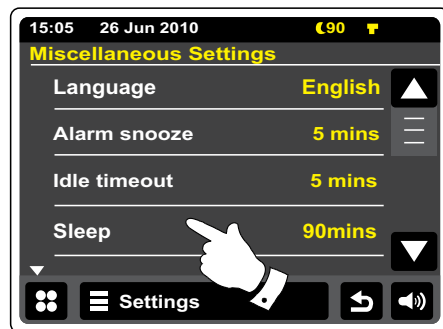 15:05 26 Jun 2010 90
Miscellaneous Settings
Language English
Alarm snooze 5 mins
Idle timeout 5 mins
Sleep 90mins
Settings